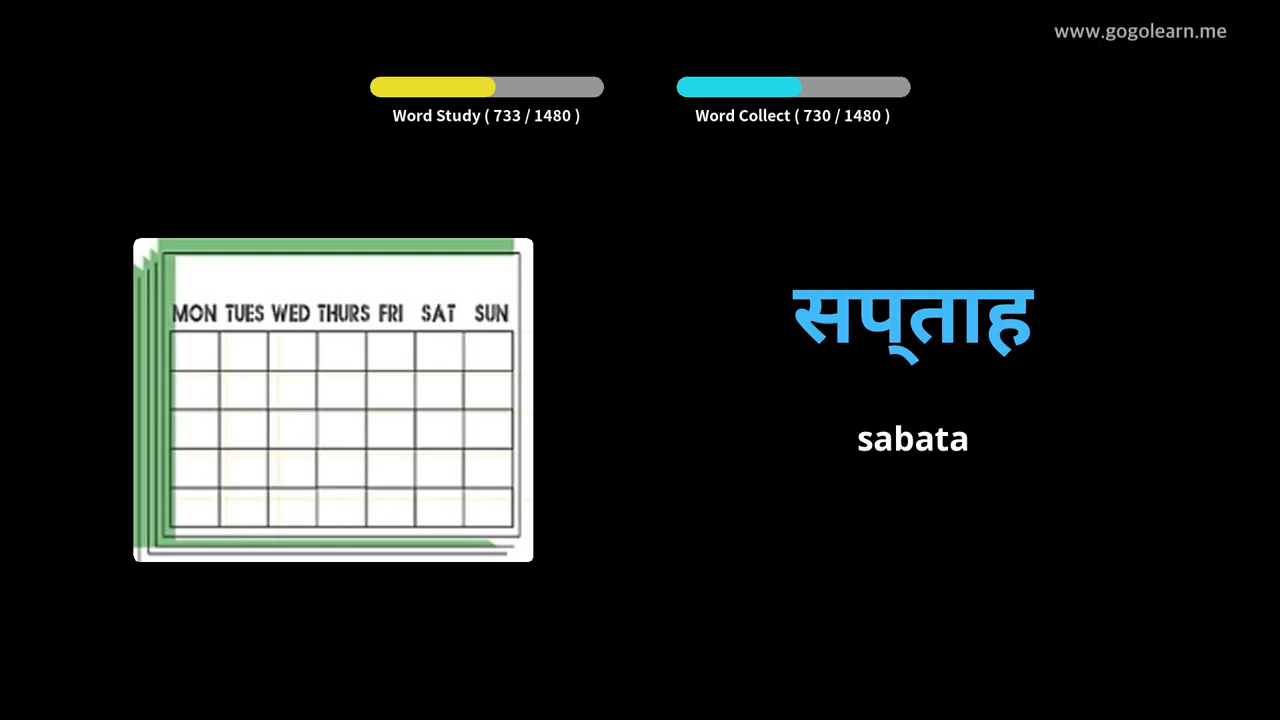 www.gogolearn.me
Word Study ( 733 / 1480 )
Word Collect ( 730 / 1480 )
MON TUES WED THURS FRI SAT SUN
सप्‌ताह
sabata